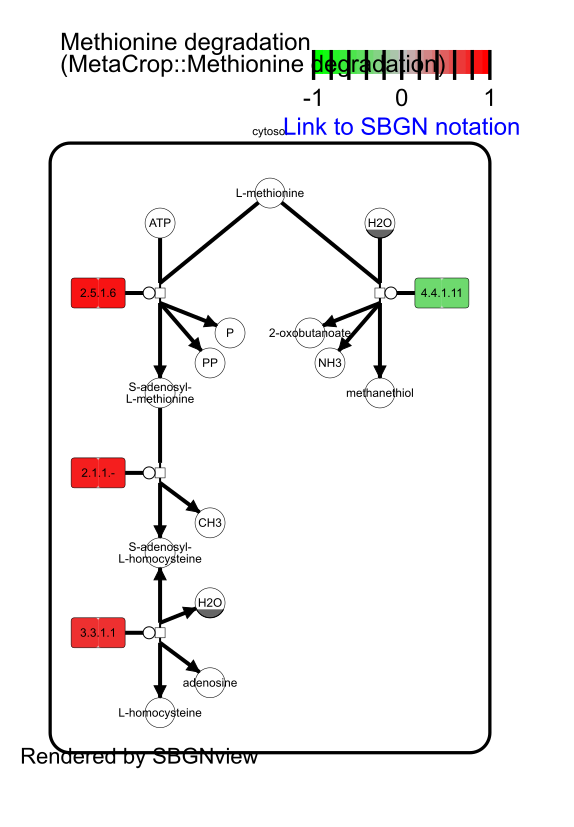 Methionine degradation
(MetaCrop::Methionine degradation)
-1 0 1
Link to SBGN notation
cytosol
L-methionine
ATP
H2O
2.5.1.6
4.4.1.11
P
2-oxobutanoate
PP
NH3
S-adenosyl-
L-methionine
methanethiol
2.1.1.-
CH3
S-adenosyl-
L-homocysteine
H2O
3.3.1.1
adenosine
L-homocysteine
Rendered by SBGNview